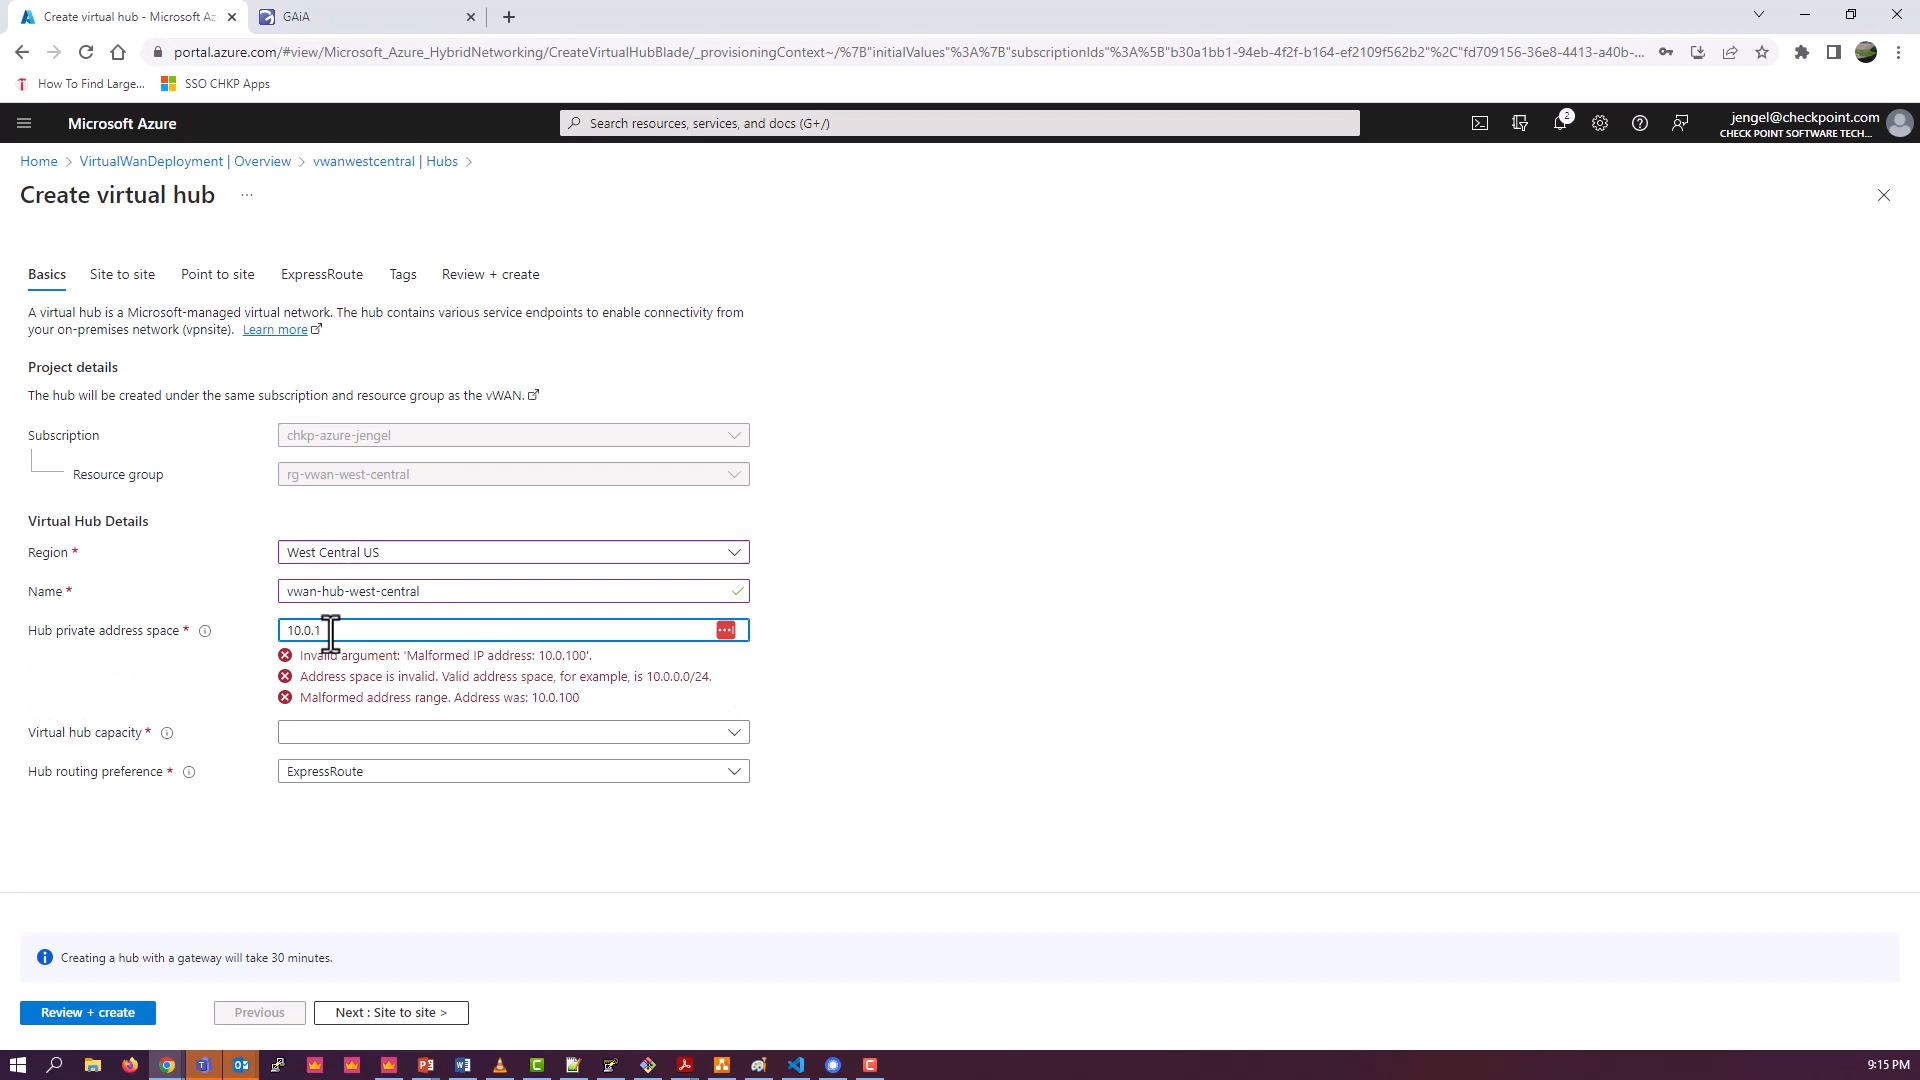 Create virtual hub - Microsoft Az
GAiA
portal.azure.com/#view/Microsoft_Azure_HybridNetworking/CreateVirtualHubBlade/_provisioningContext~/%7B"initialValues"%3A%7B"subscriptionIds"%3A%5B"b30a1bb1-94eb-4f2f-b164-ef2109f562b2"%2C"fd709156-36e8-4413-a40b-...
How To Find Large...
SSO CHKP Apps
Microsoft Azure
Search resources, services, and docs (G+/)
2
jengel@checkpoint.com
CHECK POINT SOFTWARE TECH...
Home > VirtualWanDeployment | Overview > vwanwestcentral | Hubs >
Create virtual hub ...
Basics Site to site Point to site ExpressRoute Tags Review + create
A virtual hub is a Microsoft-managed virtual network. The hub contains various service endpoints to enable connectivity from
your on-premises network (vpnsite). Learn more
Project details
The hub will be created under the same subscription and resource group as the vWAN.
Subscription chkp-azure-jengel
Resource group rg-vwan-west-central
Virtual Hub Details
Region * West Central US
Name * vwan-hub-west-central
Hub private address space * 10.0.1
Invalid argument: 'Malformed IP address: 10.0.100'.
Address space is invalid. Valid address space, for example, is 10.0.0.0/24.
Malformed address range. Address was: 10.0.100
Virtual hub capacity *
Hub routing preference * ExpressRoute
Creating a hub with a gateway will take 30 minutes.
Review + create Previous Next : Site to site >
9:15 PM